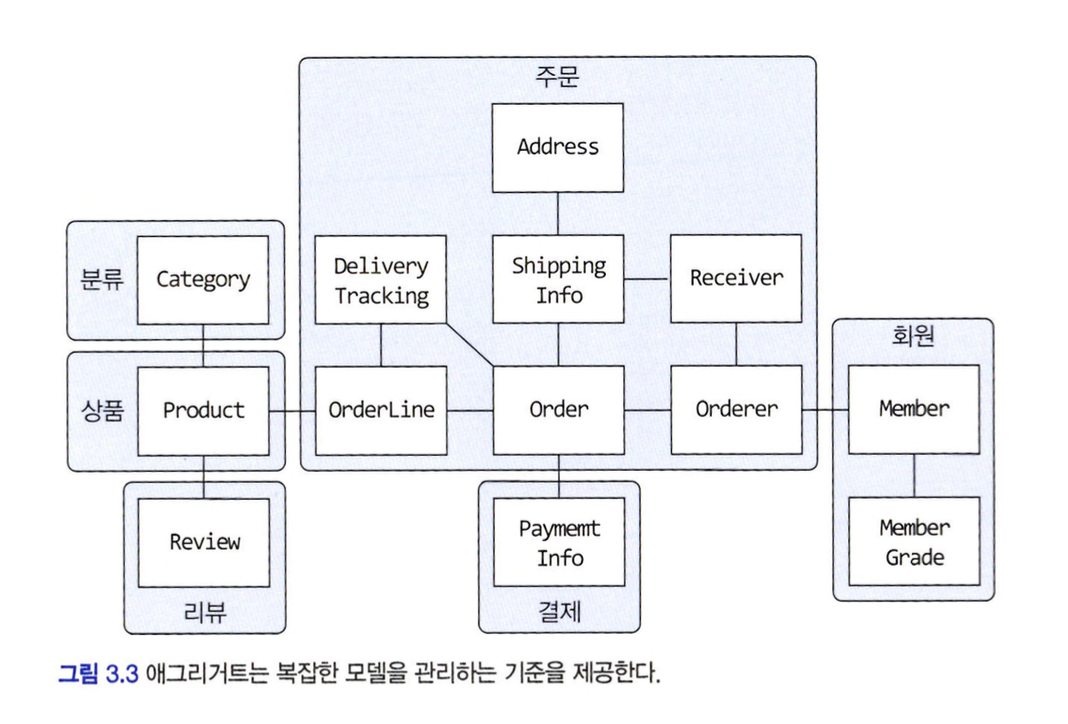 주문
Address
분류
Category
Delivery
Tracking
Shipping
Info
Receiver
회원
상품
Product
OrderLine
Order
Orderer
Member
Review
리뷰
Paymemt
Info
결제
Member
Grade
그림 3.3 애그리거트는 복잡한 모델을 관리하는 기준을 제공한다.